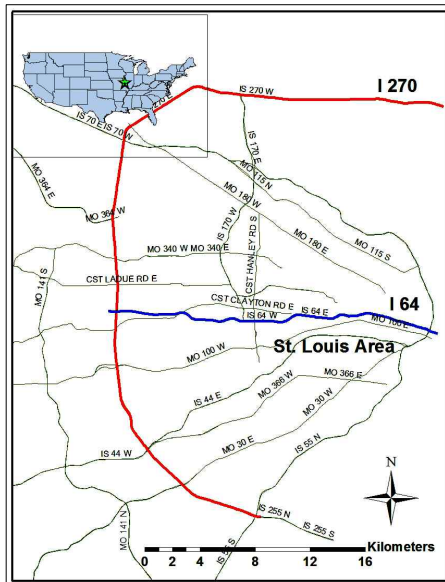 I 270
IS 270 W
270
IS 70 E
IS 70 W
IS 170 E
MO 364 E
MO 115 N
MO 180 W
MO 364 W
IS 170 W
CST HANLEY RD S
MO 180 E
MO 115 S
MO 340 W
MO 340 E
MO 141 S
CST LADUE RD E
CST CLAYTON RD E
I 64
IS 64 E
IS 64 W
MO 100 E
St. Louis Area
MO 100 W
MO 366 W
MO 366 E
IS 44 E
MO 30 W
MO 30 E
IS 44 W
IS 55 N
N
IS 255 N
IS 255 S
MO 141 N
Kilometers
0 2 4 8 12 16